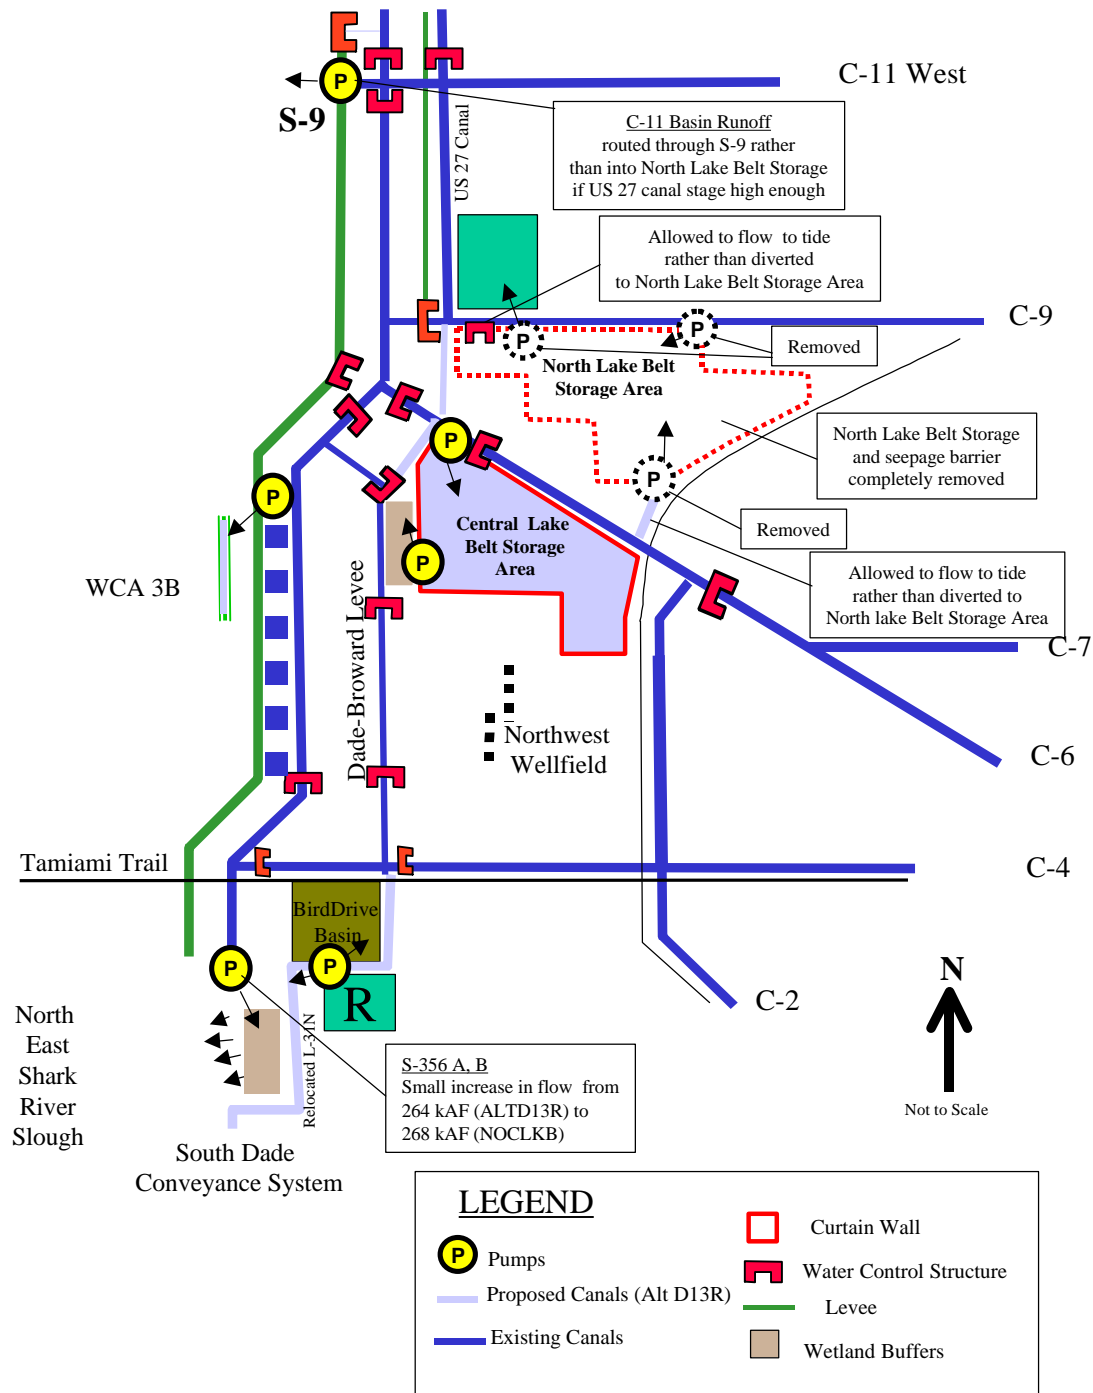 C-11 West
P
S-9
C-11 Basin Runoff
routed through S-9 rather
than into North Lake Belt Storage
if US 27 canal stage high enough
US 27 Canal
Allowed to flow to tide
rather than diverted
to North Lake Belt Storage Area
C-9
P
P
Removed
North Lake Belt
Storage Area
P
North Lake Belt Storage
and seepage barrier
completely removed
P
P
Removed
Central Lake
Belt Storage
Area
P
WCA 3B
Allowed to flow to tide
rather than diverted to
North lake Belt Storage Area
C-7
Dade-Broward Levee
Northwest
Wellfield
C-6
Tamiami Trail
C-4
BirdDrive
Basin
P
P
R
C-2
N
Not to Scale
North
East
Shark
River
Slough
Relocated L-31N
S-356 A, B
Small increase in flow from
264 kAF (ALTD13R) to
268 kAF (NOCLKB)
South Dade
Conveyance System
LEGEND
P
Pumps
Proposed Canals (Alt D13R)
Existing Canals
Curtain Wall
Water Control Structure
Levee
Wetland Buffers